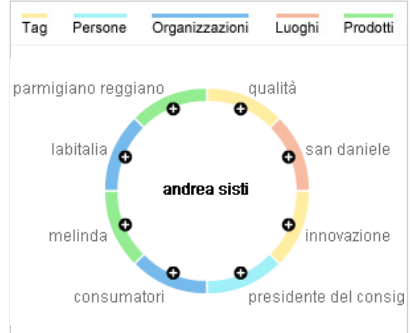 Tag Persone Organizzazioni Luoghi Prodotti
parmigiano reggiano qualità
labitalia san daniele
andrea sisti
melinda innovazione
consumatori presidente del consig